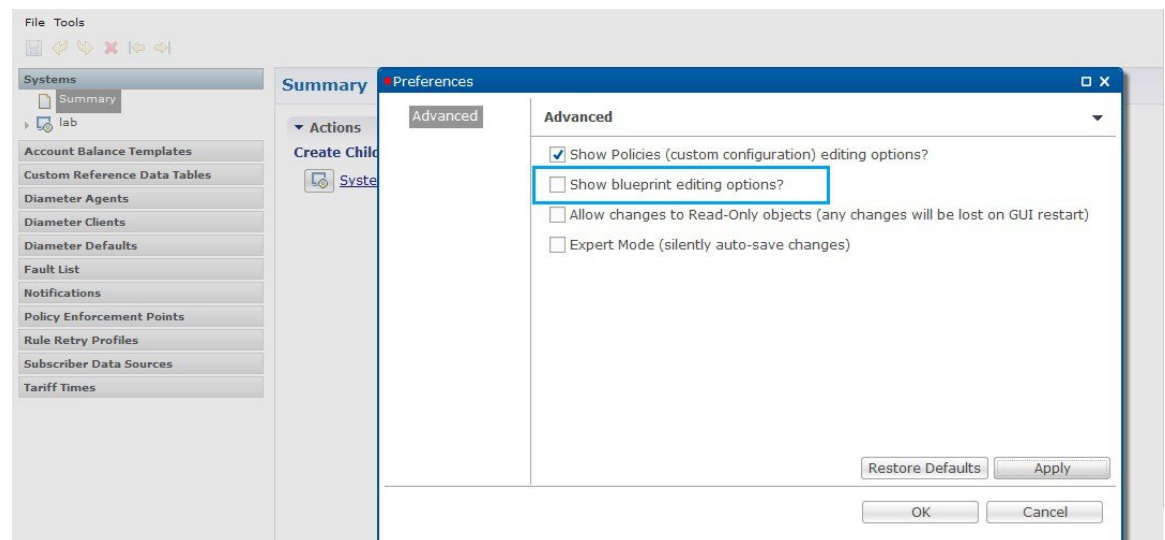 File Tools
Systems
Summary
lab
Account Balance Templates
Custom Reference Data Tables
Diameter Agents
Diameter Clients
Diameter Defaults
Fault List
Notifications
Policy Enforcement Points
Rule Retry Profiles
Subscriber Data Sources
Tariff Times
Summary
Actions
Create Child
Syste
Preferences
Advanced
Advanced
Show Policies (custom configuration) editing options?
Show blueprint editing options?
Allow changes to Read-Only objects (any changes will be lost on GUI restart)
Expert Mode (silently auto-save changes)
Restore Defaults
Apply
OK
Cancel